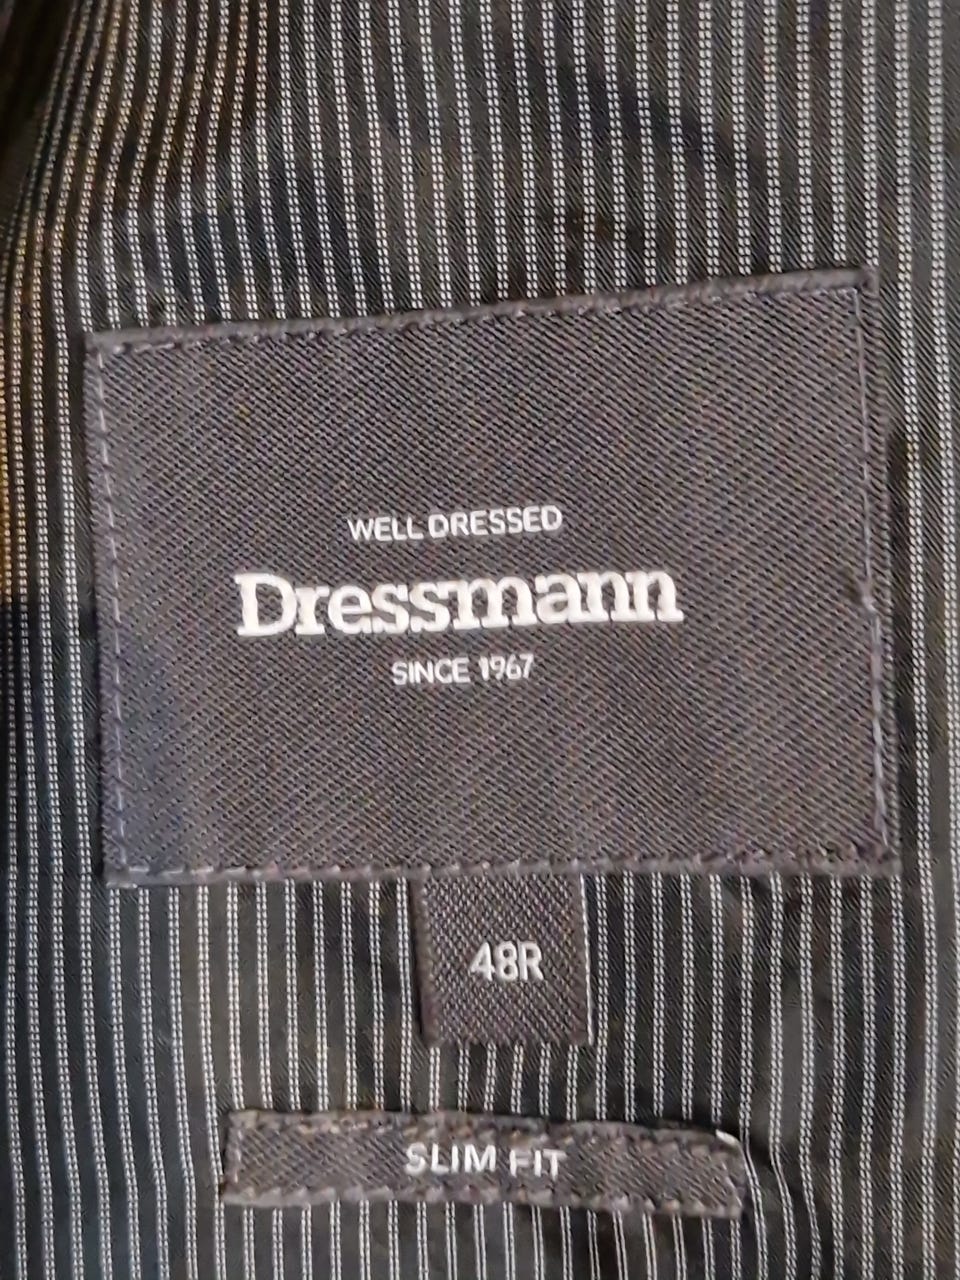 WELL DRESSED
Dressmann
SINCE 1967
48R
SLIM FIT